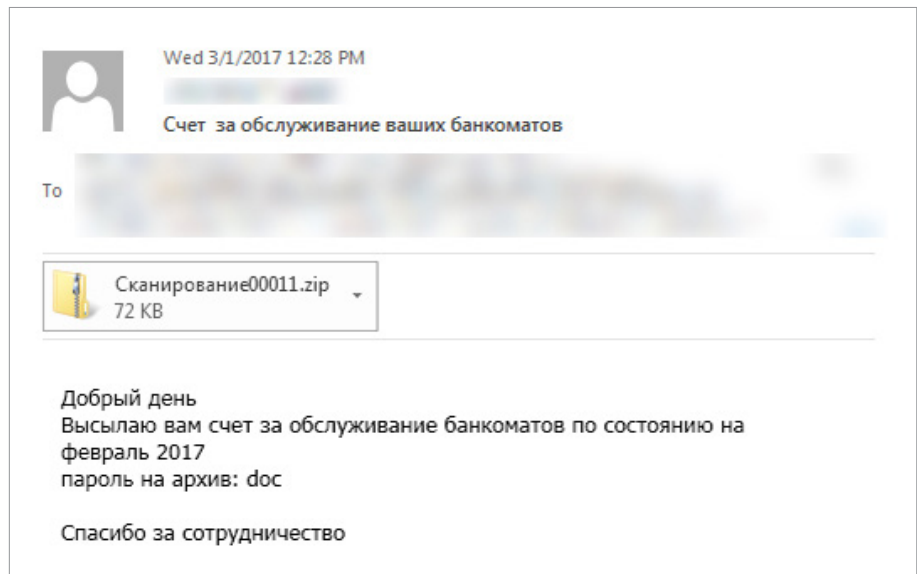 Wed 3/1/2017 12:28 PM
Счет за обслуживание ваших банкоматов
To
Сканирование00011.zip
72 KB
Добрый день
Высылаю вам счет за обслуживание банкоматов по состоянию на
февраль 2017
пароль на архив: doc
Спасибо за сотрудничество